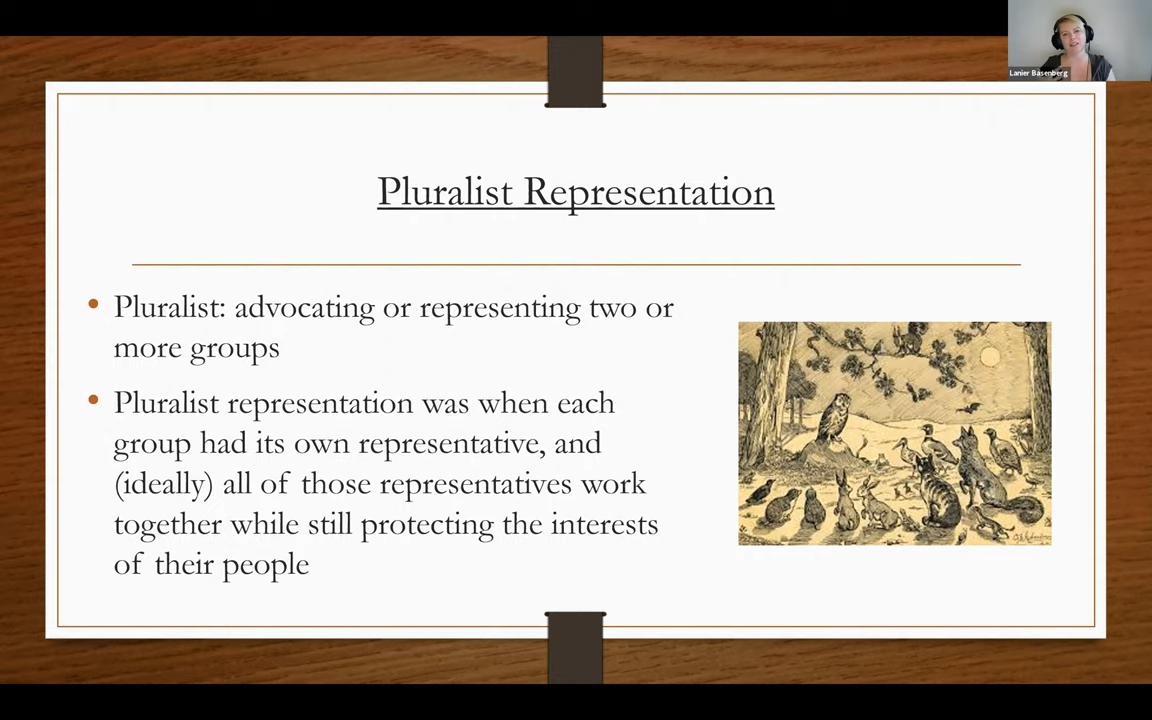 Lanier Basenberg
Pluralist Representation
• Pluralist: advocating or representing two or
more groups
• Pluralist representation was when each
group had its own representative, and
(ideally) all of those representatives work
together while still protecting the interests
of their people